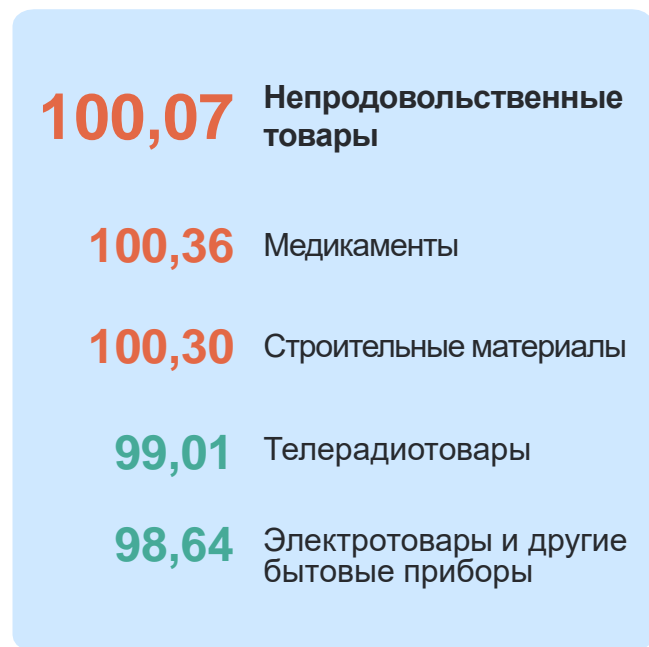 100,07 Непродовольственные
товары
100,36 Медикаменты
100,30 Строительные материалы
99,01 Телерадиотовары
98,64 Электротовары и другие
бытовые приборы